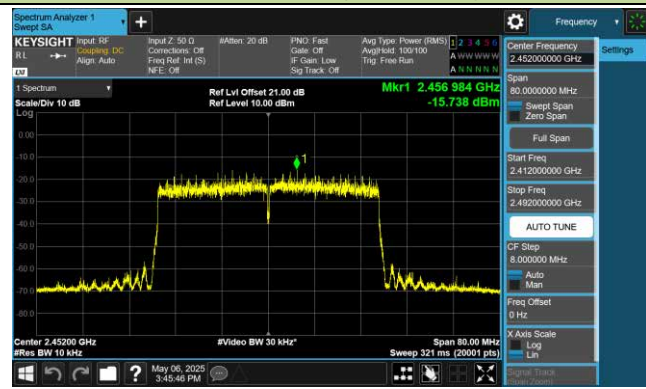 Spectrum Analyzer 1
Swept SA
Frequency
KEYSIGHT
RL
Input: RF
Coupling: DC
Align: Auto
Input Z: 50 Ω
Corrections: Off
Freq Ref: Int (S)
NFE: Off
#Atten: 20 dB
PNO: Fast
Gate: Off
IF Gain: Low
Sig Track: Off
Avg Type: Power (RMS)
Avg|Hold: 100/100
Trig: Free Run
1 2 3 4 5 6
A W W W W W
A N N N N N
Settings
Center Frequency
2.452000000 GHz
Span
80.0000000 MHz
Swept Span
Zero Span
Full Span
Start Freq
2.412000000 GHz
Stop Freq
2.492000000 GHz
AUTO TUNE
CF Step
8.000000 MHz
Auto
Man
Freq Offset
0 Hz
X Axis Scale
Log
Lin
Signal Track
(Span Zoom)
t Spectrum
Scale/Div 10 dB
Log
Ref Lvl Offset 21.00 dB
Ref Level 10.00 dBm
Mkr1 2.456 984 GHz
-15.738 dBm
1
0.00
-10.0
-20.0
-30.0
-40.0
-50.0
-60.0
-70.0
-80.0
Center 2.45200 GHz
#Res BW 10 kHz
#Video BW 30 kHz*
Span 80.00 MHz
Sweep 321 ms (20001 pts)
May 06, 2025
3:45:46 PM